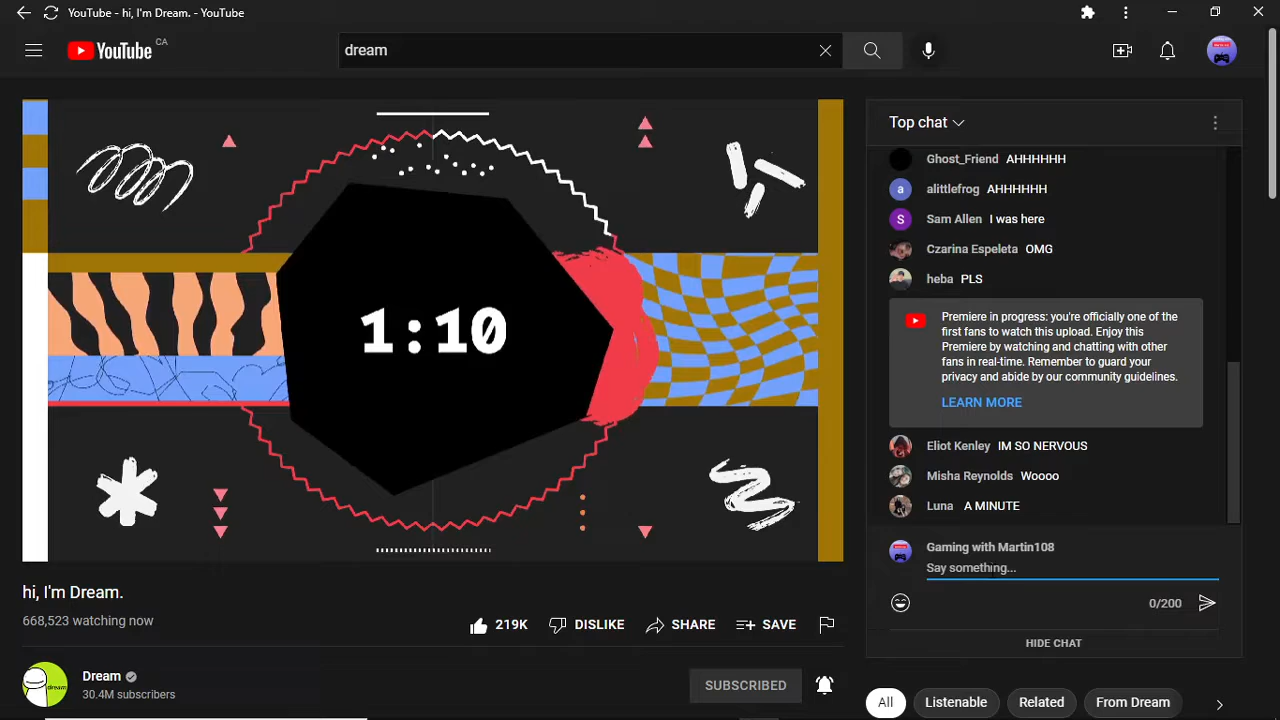 YouTube - hi, I'm Dream. - YouTube
YouTube CA
dream
1:10
hi, I'm Dream.
668,523 watching now
219K DISLIKE SHARE SAVE
Dream
30.4M subscribers
SUBSCRIBED
Top chat
Ghost_Friend AHHHHHH
a alittlefrog AHHHHHH
S Sam Allen I was here
Czarina Espeleta OMG
heba PLS
Premiere in progress: you're officially one of the
first fans to watch this upload. Enjoy this
Premiere by watching and chatting with other
fans in real-time. Remember to guard your
privacy and abide by our community guidelines.
LEARN MORE
Eliot Kenley IM SO NERVOUS
Misha Reynolds Woooo
Luna A MINUTE
Gaming with Martin108
Say something...
0/200
HIDE CHAT
All Listenable Related From Dream